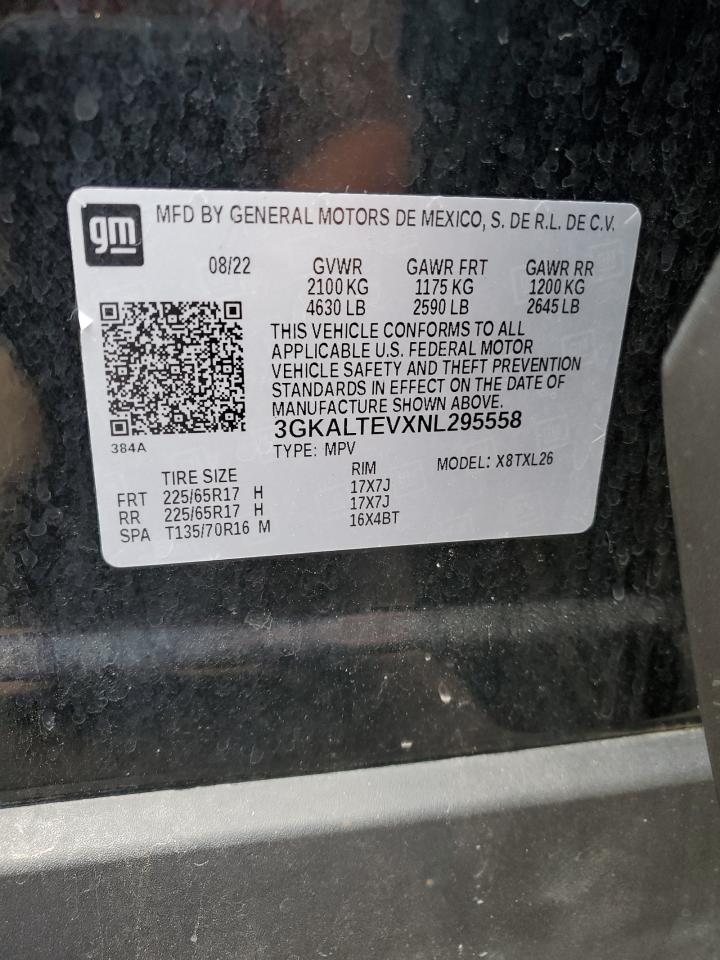 gm MFD BY GENERAL MOTORS DE MEXICO, S. DE R.L. DE C.V.
08/22 GVWR GAWR FRT GAWR RR
2100 KG 1175 KG 1200 KG
4630 LB 2590 LB 2645 LB
THIS VEHICLE CONFORMS TO ALL
APPLICABLE U.S. FEDERAL MOTOR
VEHICLE SAFETY AND THEFT PREVENTION
STANDARDS IN EFFECT ON THE DATE OF
MANUFACTURE SHOWN ABOVE.
3GKALTEVXNL295558
384A
TYPE: MPV MODEL: X8TXL26
TIRE SIZE RIM
FRT 225/65R17 H 17X7J
RR 225/65R17 H 17X7J
SPA T135/70R16 M 16X4BT